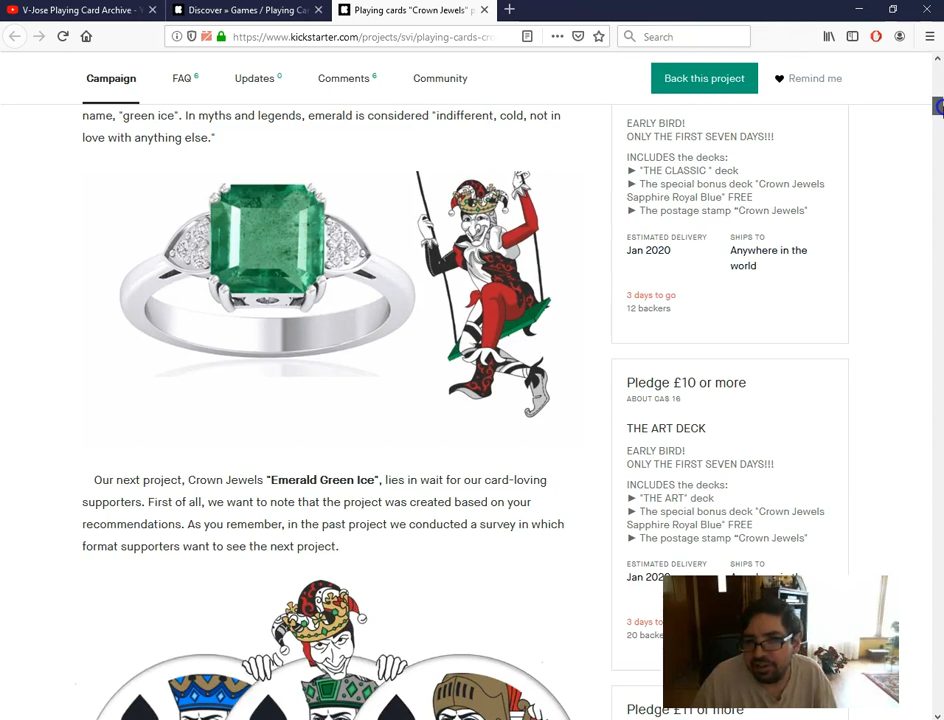 V-Jose Playing Card Archive - Y
Discover » Games / Playing Ca
Playing cards "Crown Jewels" p
https://www.kickstarter.com/projects/svi/playing-cards-cro
Search
Campaign
FAQ 6
Updates 0
Comments 6
Community
Back this project
Remind me
name, "green ice". In myths and legends, emerald is considered "indifferent, cold, not in
love with anything else."
Our next project, Crown Jewels "Emerald Green Ice", lies in wait for our card-loving
supporters. First of all, we want to note that the project was created based on your
recommendations. As you remember, in the past project we conducted a survey in which
format supporters want to see the next project.
EARLY BIRD!
ONLY THE FIRST SEVEN DAYS!!!
INCLUDES the decks:
► "THE CLASSIC " deck
► The special bonus deck "Crown Jewels
Sapphire Royal Blue" FREE
► The postage stamp “Crown Jewels"
ESTIMATED DELIVERY
Jan 2020
SHIPS TO
Anywhere in the
world
3 days to go
12 backers
Pledge £10 or more
ABOUT CA$ 16
THE ART DECK
EARLY BIRD!
ONLY THE FIRST SEVEN DAYS!!!
INCLUDES the decks:
► "THE ART" deck
► The special bonus deck "Crown Jewels
Sapphire Royal Blue" FREE
► The postage stamp “Crown Jewels"
ESTIMATED DELIVERY
Jan 2020
SHIPS TO
3 days to
20 backe
Pledge £11 or more